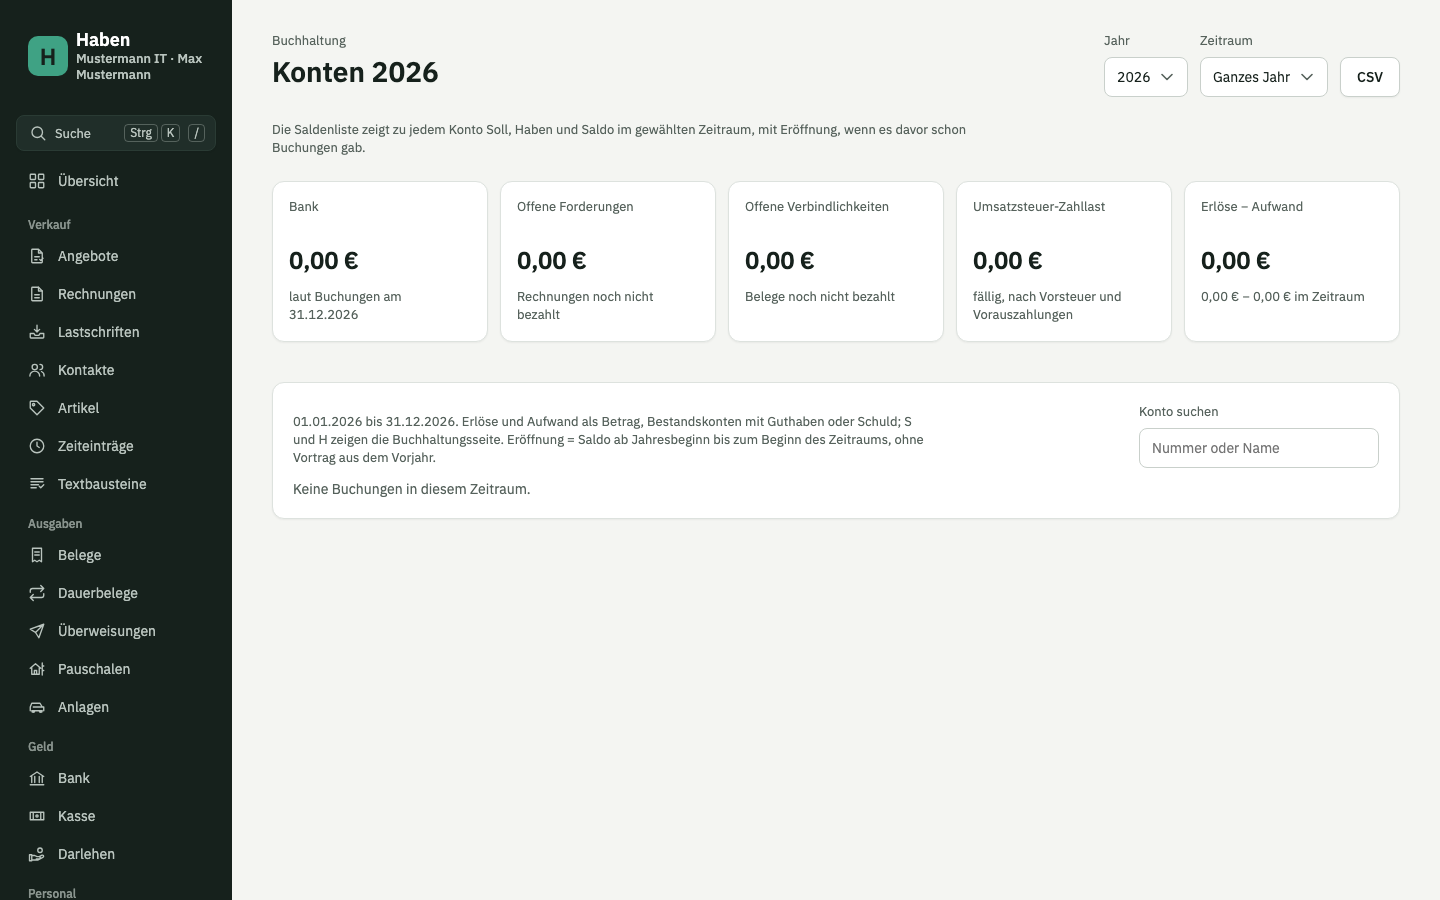 H
Haben
Mustermann IT · Max
Mustermann
Suche Strg K /
Übersicht
Verkauf
Angebote
Rechnungen
Lastschriften
Kontakte
Artikel
Zeiteinträge
Textbausteine
Ausgaben
Belege
Dauerbelege
Überweisungen
Pauschalen
Anlagen
Geld
Bank
Kasse
Darlehen
Personal
Buchhaltung
Konten 2026
Jahr
2026
Zeitraum
Ganzes Jahr
CSV
Die Saldenliste zeigt zu jedem Konto Soll, Haben und Saldo im gewählten Zeitraum, mit Eröffnung, wenn es davor schon
Buchungen gab.
Bank
0,00 €
laut Buchungen am
31.12.2026
Offene Forderungen
0,00 €
Rechnungen noch nicht
bezahlt
Offene Verbindlichkeiten
0,00 €
Belege noch nicht bezahlt
Umsatzsteuer-Zahllast
0,00 €
fällig, nach Vorsteuer und
Vorauszahlungen
Erlöse – Aufwand
0,00 €
0,00 € – 0,00 € im Zeitraum
01.01.2026 bis 31.12.2026. Erlöse und Aufwand als Betrag, Bestandskonten mit Guthaben oder Schuld; S
und H zeigen die Buchhaltungsseite. Eröffnung = Saldo ab Jahresbeginn bis zum Beginn des Zeitraums, ohne
Vortrag aus dem Vorjahr.
Konto suchen
Nummer oder Name
Keine Buchungen in diesem Zeitraum.